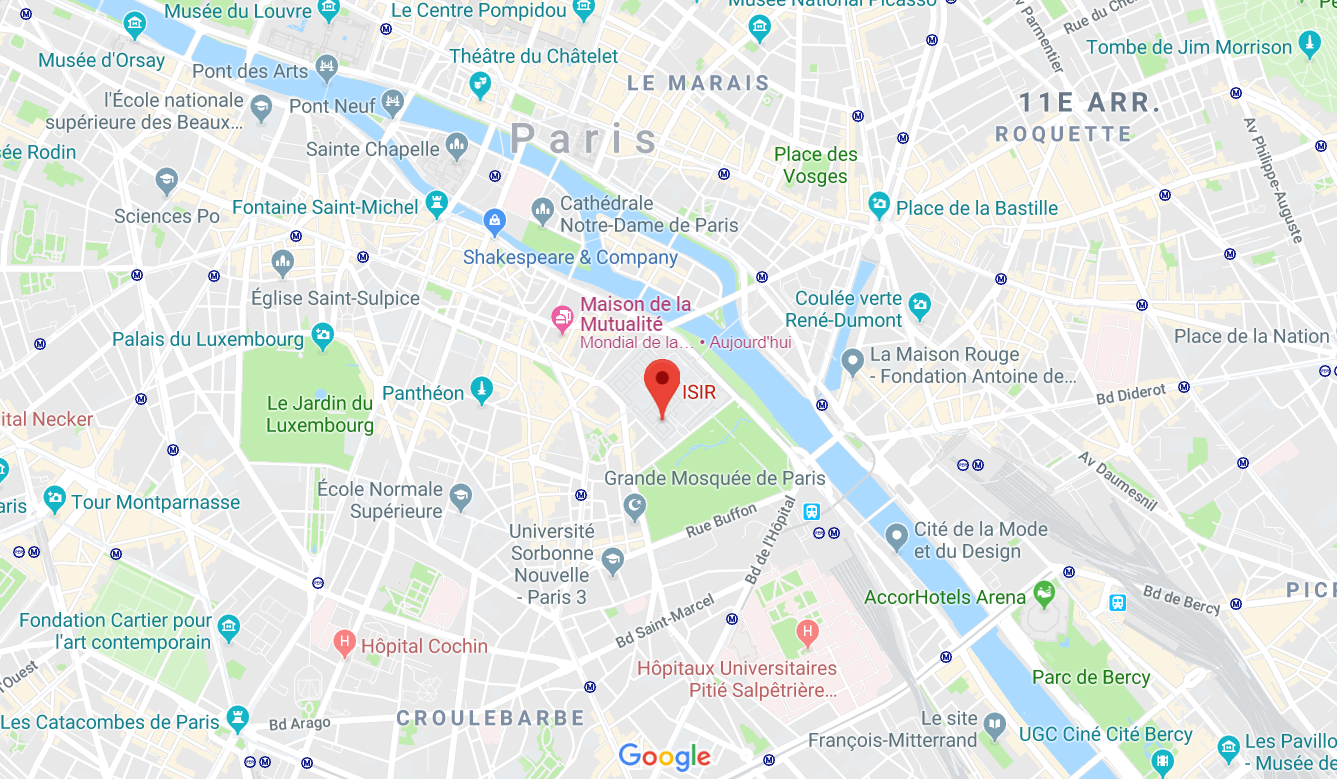 Musée du Louvre
Le Centre Pompidou
Musée National Picasso
Rue du Che
Parmentier
Musée d'Orsay
Pont des Arts
Théâtre du Châtelet
Tombe de Jim Morrison
l'École nationale
supérieure des Beaux...
Pont Neuf
LE MARAIS
11E ARR.
ROQUETTE
Paris
ée Rodin
Sainte Chapelle
Place des
Vosges
Av Philippe-Auguste
Sciences Po
Fontaine Saint-Michel
Cathédrale
Notre-Dame de Paris
Place de la Bastille
Shakespeare & Company
Église Saint-Sulpice
Maison de la
Mutualité
Mondial de la... • Aujourd'hui
Coulée verte
René-Dumont
Palais du Luxembourg
Place de la Nation
La Maison Rouge
- Fondation Antoine de...
Panthéon
ISIR
Bd Diderot
Le Jardin du
Luxembourg
ital Necker
Av Daumesnil
Grande Mosquée de Paris
École Normale
Supérieure
aris
Tour Montparnasse
Rue Buffon
Bd de l'Hôpital
Université
Sorbonne
Nouvelle
- Paris 3
Cité de la Mode
et du Design
AccorHotels Arena
Bd de Bercy
PICP
Fondation Cartier pour
l'art contemporain
Bd Saint-Marcel
Hôpital Cochin
Hôpitaux Universitaires
Pitié Salpêtrière...
l'Ouest
Parc de Bercy
Les Catacombes de Paris
Bd Arago
CROULEBARBE
Le site
François-Mitterrand
UGC Ciné Cité Bercy
Les Pavillo
- Musée de
Google